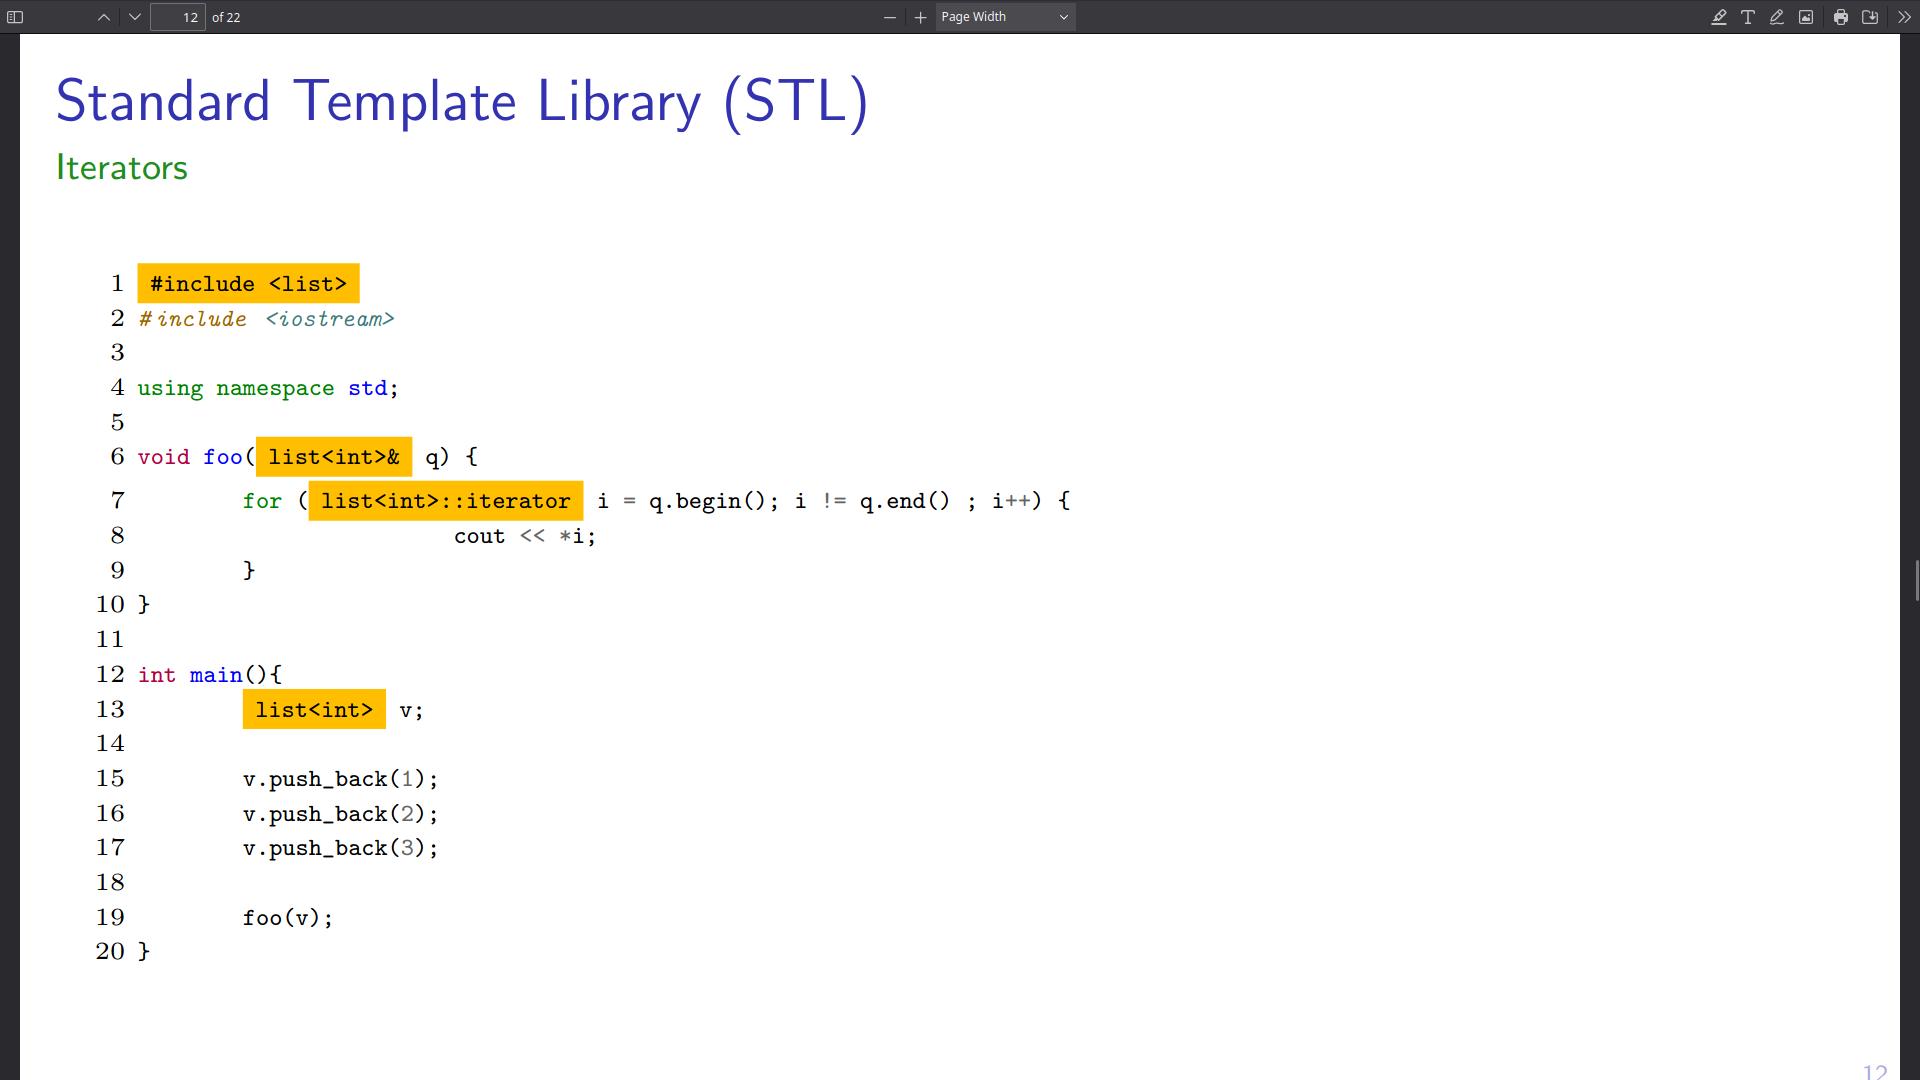 12 of 22 Page Width
Standard Template Library (STL)
Iterators
1 #include <list>
2 #include <iostream>
3
4 using namespace std;
5
6 void foo( list<int>& q) {
7 for ( list<int>::iterator i = q.begin(); i != q.end() ; i++) {
8 cout << *i;
9 }
10 }
11
12 int main(){
13 list<int> v;
14
15 v.push_back(1);
16 v.push_back(2);
17 v.push_back(3);
18
19 foo(v);
20 }
12